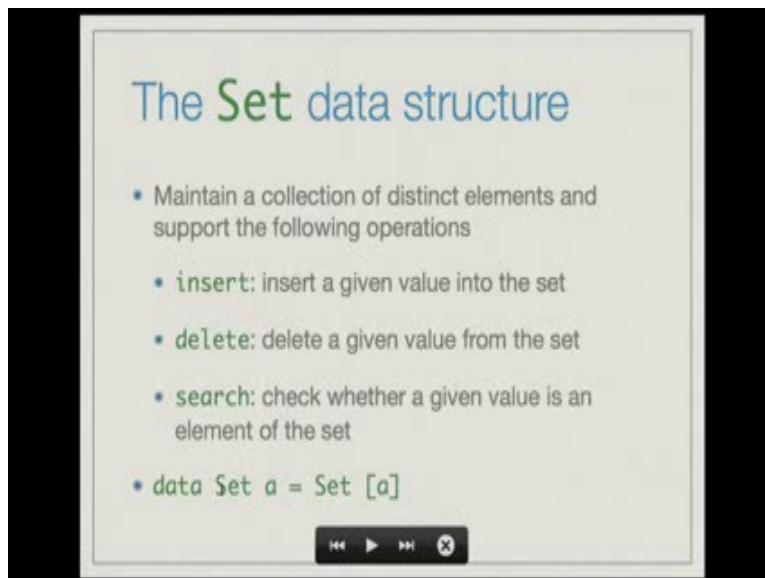 The Set data structure
• Maintain a collection of distinct elements and
support the following operations
• insert: insert a given value into the set
• delete: delete a given value from the set
• search: check whether a given value is an
element of the set
• data Set a = Set [a]